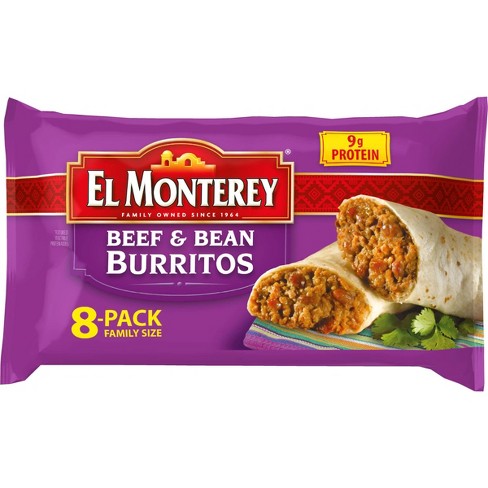 9g
PROTEIN
EL MONTEREY
FAMILY OWNED SINCE 1964
BEEF & BEAN
BURRITOS
8-PACK
FAMILY SIZE